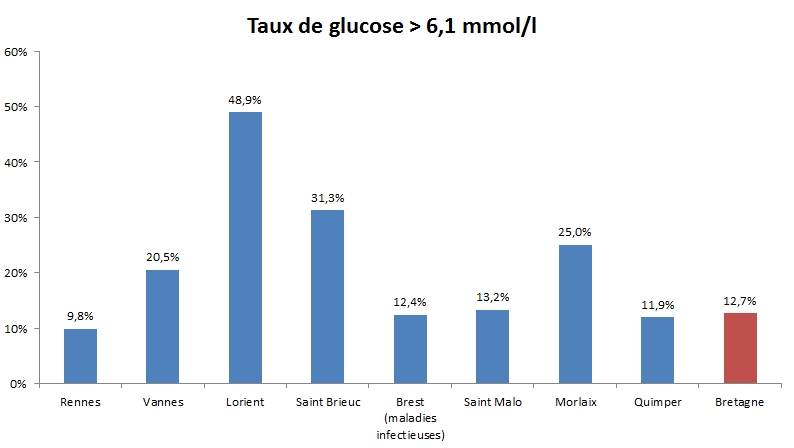 Taux de glucose > 6,1 mmol/l
60%
50%
40%
30%
20%
10%
0%
9,8%
20,5%
48,9%
31,3%
12,4%
13,2%
25,0%
11,9%
12,7%
Rennes
Vannes
Lorient
Saint Brieuc
Brest
(maladies
infectieuses)
Saint Malo
Morlaix
Quimper
Bretagne